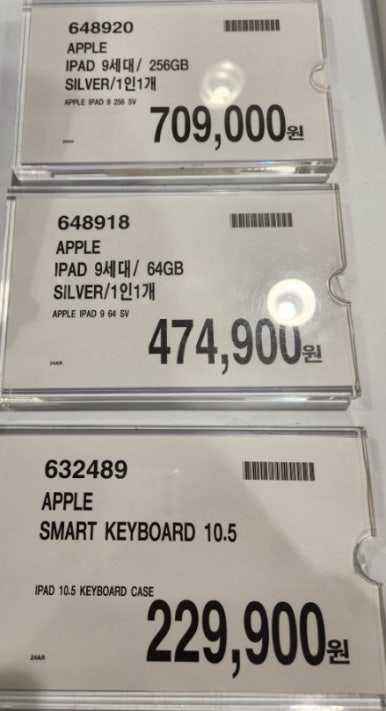 648920
APPLE
IPAD 9세대/ 256GB
SILVER/1인1개
APPLE IPAD 9 256 SV
709,000원
648918
APPLE
IPAD 9세대/ 64GB
SILVER/1인1개
APPLE IPAD 9 64 SV
474,900원
24AR
632489
APPLE
SMART KEYBOARD 10.5
IPAD 10.5 KEYBOARD CASE
229,900원
24AR